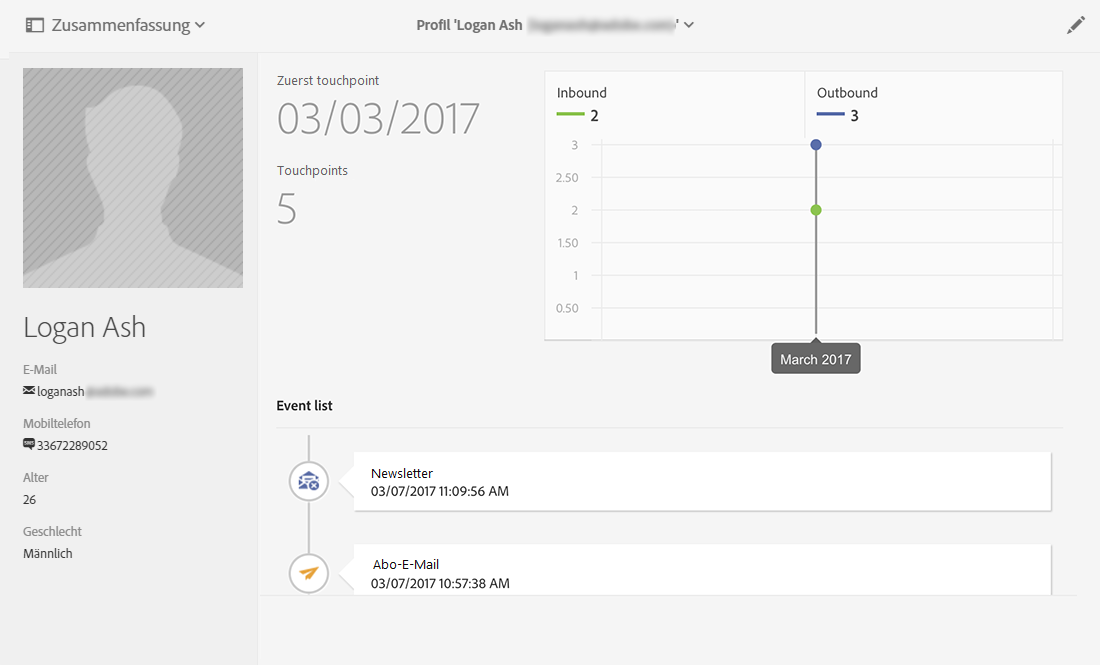 Zusammenfassung
Profil 'Logan Ash '
Logan Ash
E-Mail
loganash
Mobiltelefon
33672289052
Alter
26
Geschlecht
Männlich
Zuerst touchpoint
03/03/2017
Touchpoints
5
Inbound
2
Outbound
3
3
2.50
2
1.50
1
0.50
March 2017
Event list
Newsletter
03/07/2017 11:09:56 AM
Abo-E-Mail
03/07/2017 10:57:38 AM